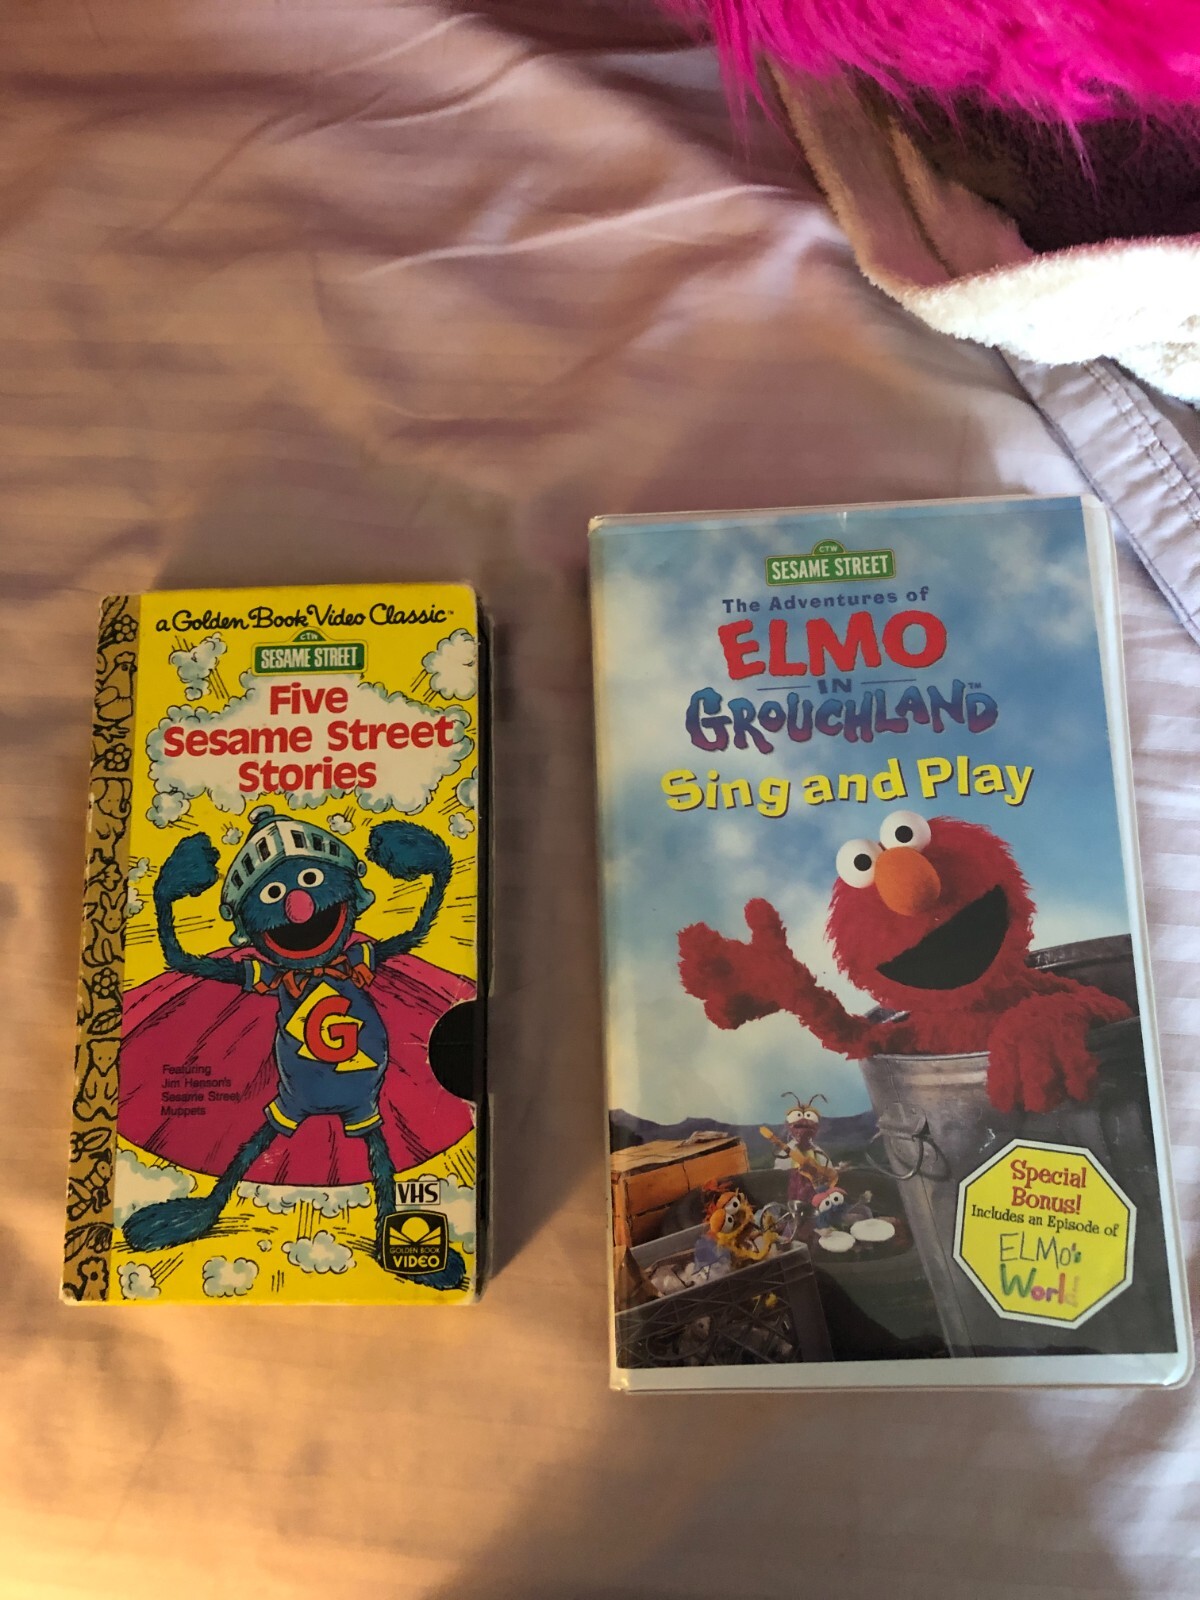 a Golden Book Video Classic™
CTW
SESAME STREET
Five
Sesame Street
Stories
G
Featuring
Jim Henson's
Sesame Street
Muppets
VHS
GOLDEN BOOK
VIDEO
CTW
SESAME STREET
The Adventures of
ELMO
IN
GROUCHLAND™
Sing and Play
Special
Bonus!
Includes an Episode of
ELMO's
World